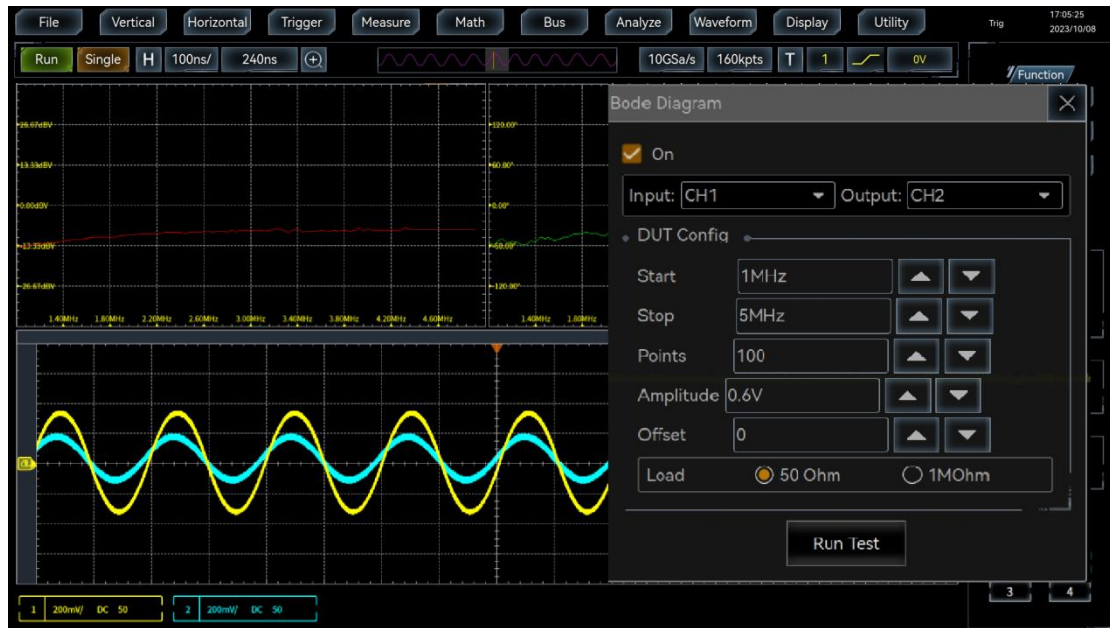 File Vertical Horizontal Trigger Measure Math Bus Analyze Waveform Display Utility Trig 17:05:25
2023/10/08
Run Single H 100ns/ 240ns 10GSa/s 160kpts T 1 0V
Function
Bode Diagram
26.67dBV 120.00°
On
13.33dBV 60.00°
Input: CH1 Output: CH2
0.00dBV 0.00°
DUT Config
-13.33dBV -60.00°
Start 1MHz
-26.67dBV -120.00°
Stop 5MHz
1.40MHz 1.80MHz 2.20MHz 2.60MHz 3.00MHz 3.40MHz 3.80MHz 4.20MHz 4.60MHz 1.40MHz 1.80MHz
Points 100
Amplitude 0.6V
Offset 0
Load 50 Ohm 1MOhm
Run Test
3 4
1 200mV/ DC 50 2 200mV/ DC 50